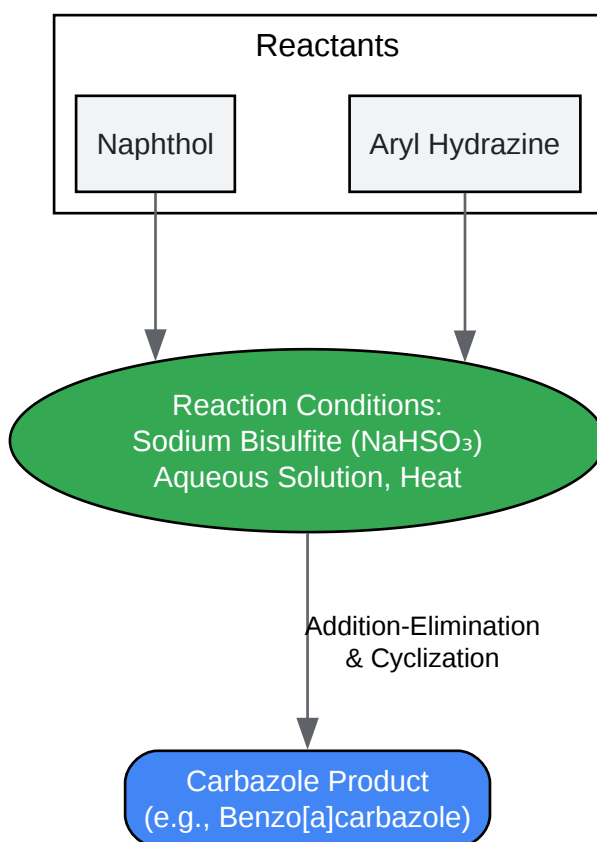 Reactants
Naphthol
Aryl Hydrazine
Reaction Conditions:
Sodium Bisulfite (NaHSO₃)
Aqueous Solution, Heat
Addition-Elimination
& Cyclization
Carbazole Product
(e.g., Benzo[a]carbazole)